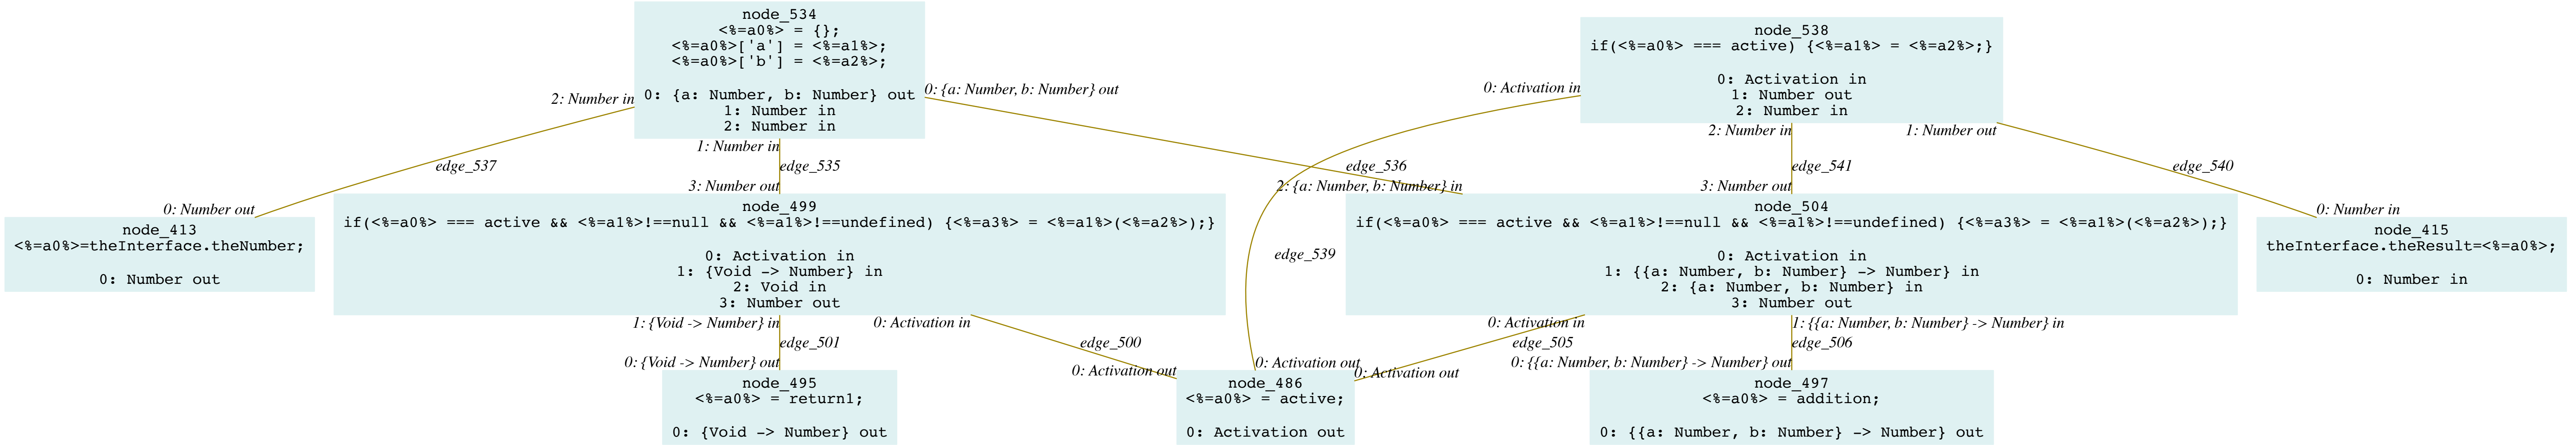 node_534
<%=a0%> = {};
<%=a0%>['a'] = <%=a1%>;
<%=a0%>['b'] = <%=a2%>;
0: {a: Number, b: Number} out
1: Number in
2: Number in
node_538
if(<%=a0%> === active) {<%=a1%> = <%=a2%>;}
0: Activation in
1: Number out
2: Number in
2: Number in
0: {a: Number, b: Number} out
0: Activation in
1: Number in
2: Number in
1: Number out
edge_537
edge_535
edge_536
edge_541
edge_540
0: Number out
3: Number out
2: {a: Number, b: Number} in
3: Number out
0: Number in
node_413
<%=a0%>=theInterface.theNumber;
0: Number out
node_499
if(<%=a0%> === active && <%=a1%>!==null && <%=a1%>!==undefined) {<%=a3%> = <%=a1%>(<%=a2%>);}
0: Activation in
1: {Void -> Number} in
2: Void in
3: Number out
edge_539
node_504
if(<%=a0%> === active && <%=a1%>!==null && <%=a1%>!==undefined) {<%=a3%> = <%=a1%>(<%=a2%>);}
0: Activation in
1: {{a: Number, b: Number} -> Number} in
2: {a: Number, b: Number} in
3: Number out
node_415
theInterface.theResult=<%=a0%>;
0: Number in
1: {Void -> Number} in
0: Activation in
0: Activation in
1: {{a: Number, b: Number} -> Number} in
edge_501
edge_500
edge_505
edge_506
0: {Void -> Number} out
0: Activation out
0: Activation out
0: Activation out
0: {{a: Number, b: Number} -> Number} out
node_495
<%=a0%> = return1;
0: {Void -> Number} out
node_486
<%=a0%> = active;
0: Activation out
node_497
<%=a0%> = addition;
0: {{a: Number, b: Number} -> Number} out